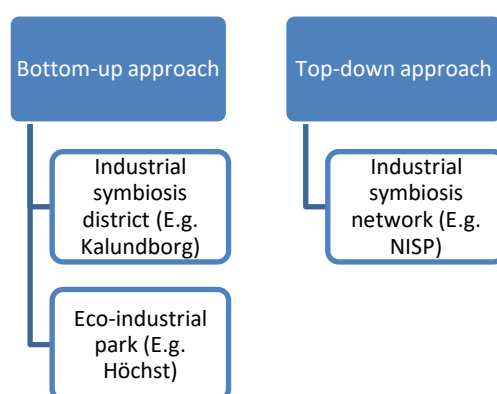 Bottom-up approach
Industrial
symbiosis
district (E.g.
Kalundborg)
Eco-industrial
park (E.g.
Höchst)
Top-down approach
Industrial
symbiosis
network (E.g.
NISP)